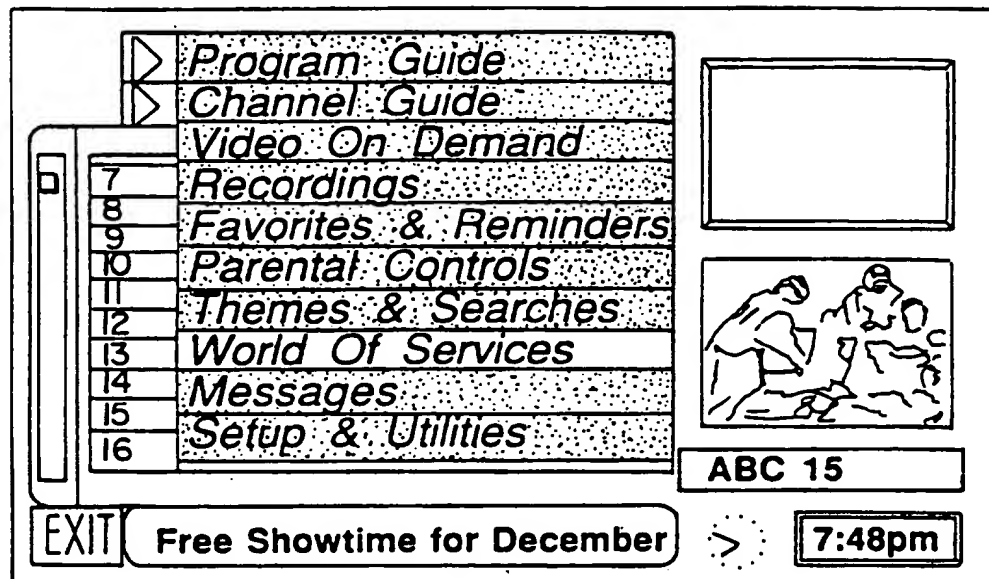 Program Guide
Channel Guide
Video On Demand
7 Recordings
8
9 Favorites & Reminders
10 Parental Controls
11
12 Themes & Searches
13 World Of Services
14 Messages
15
16 Setup & Utilities
ABC 15
EXIT Free Showtime for December 7:48pm